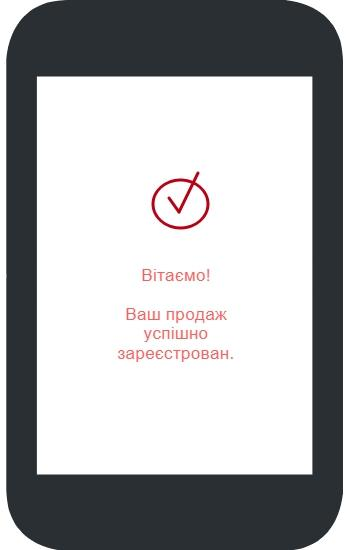 Вітаємо!
Ваш продаж
успішно
зареєстрован.